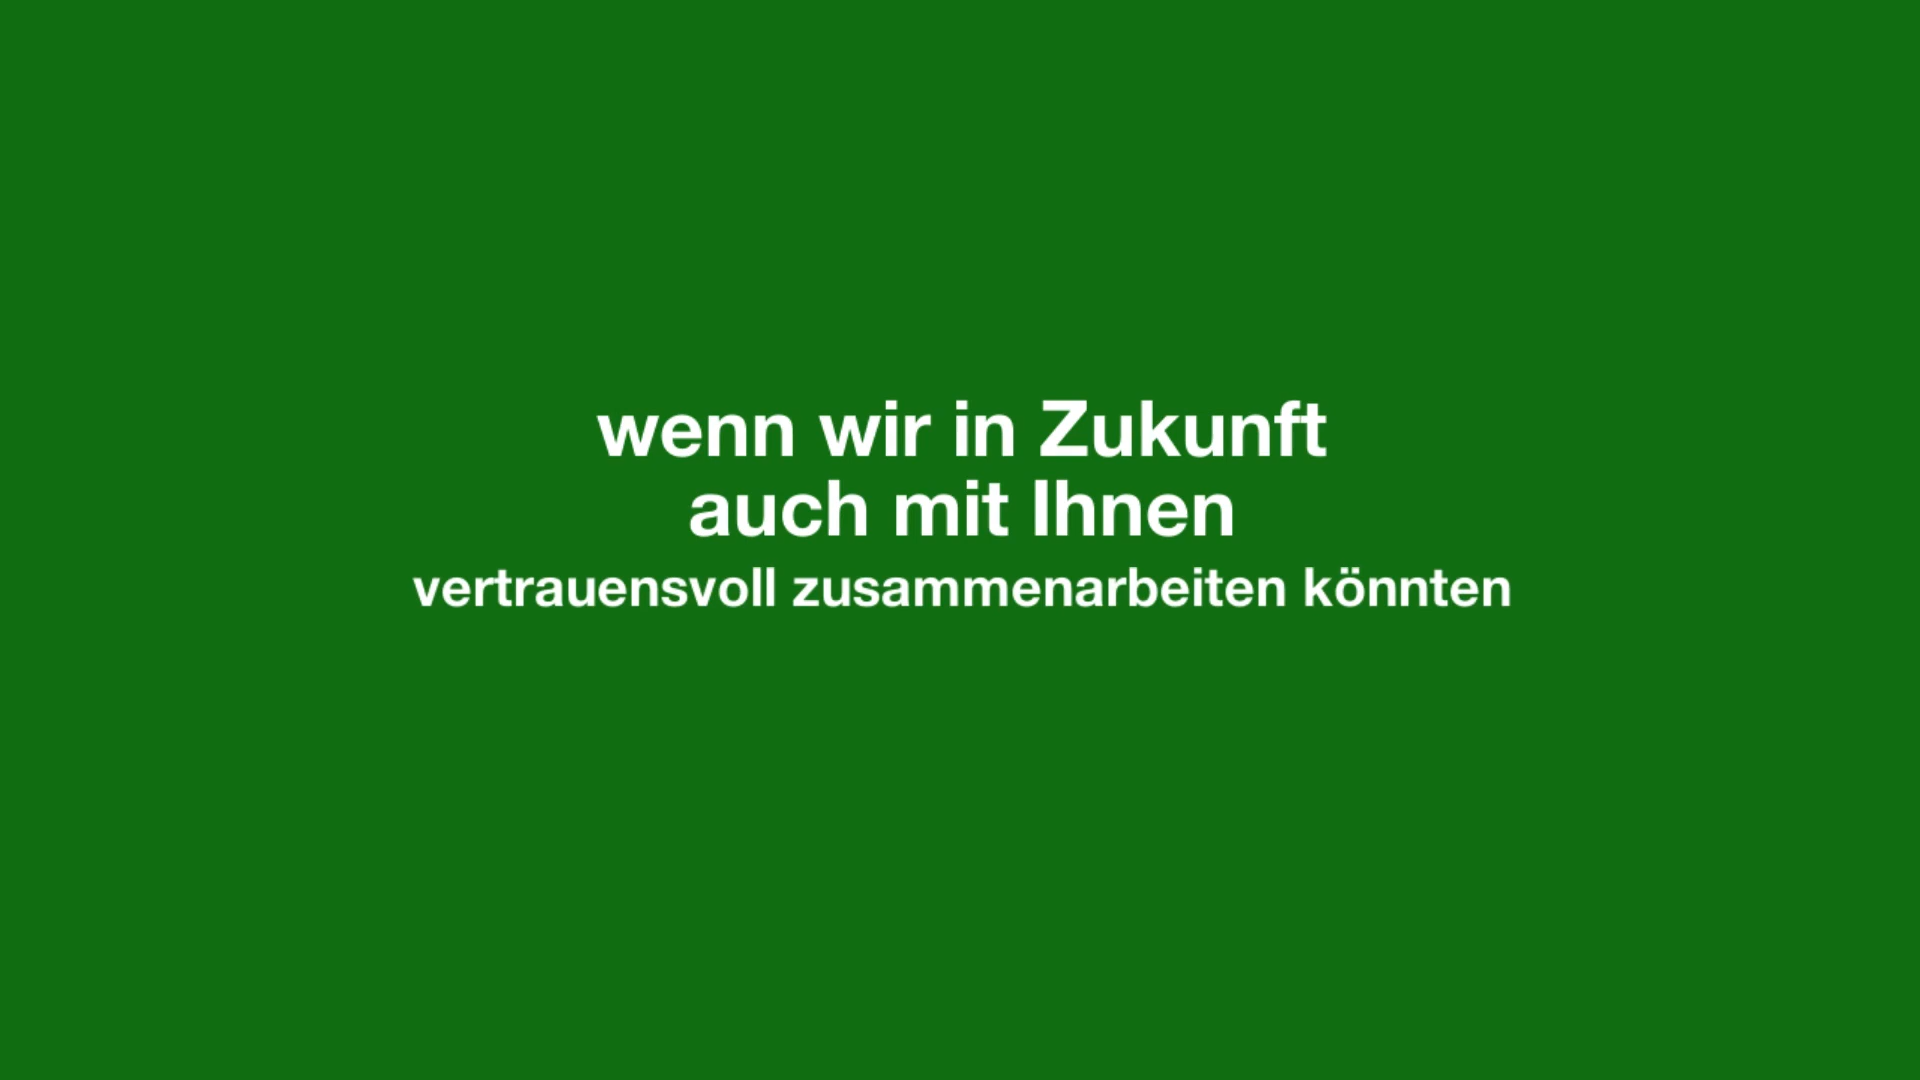 wenn wir in Zukunft
auch mit Ihnen
vertrauensvoll zusammenarbeiten könnten